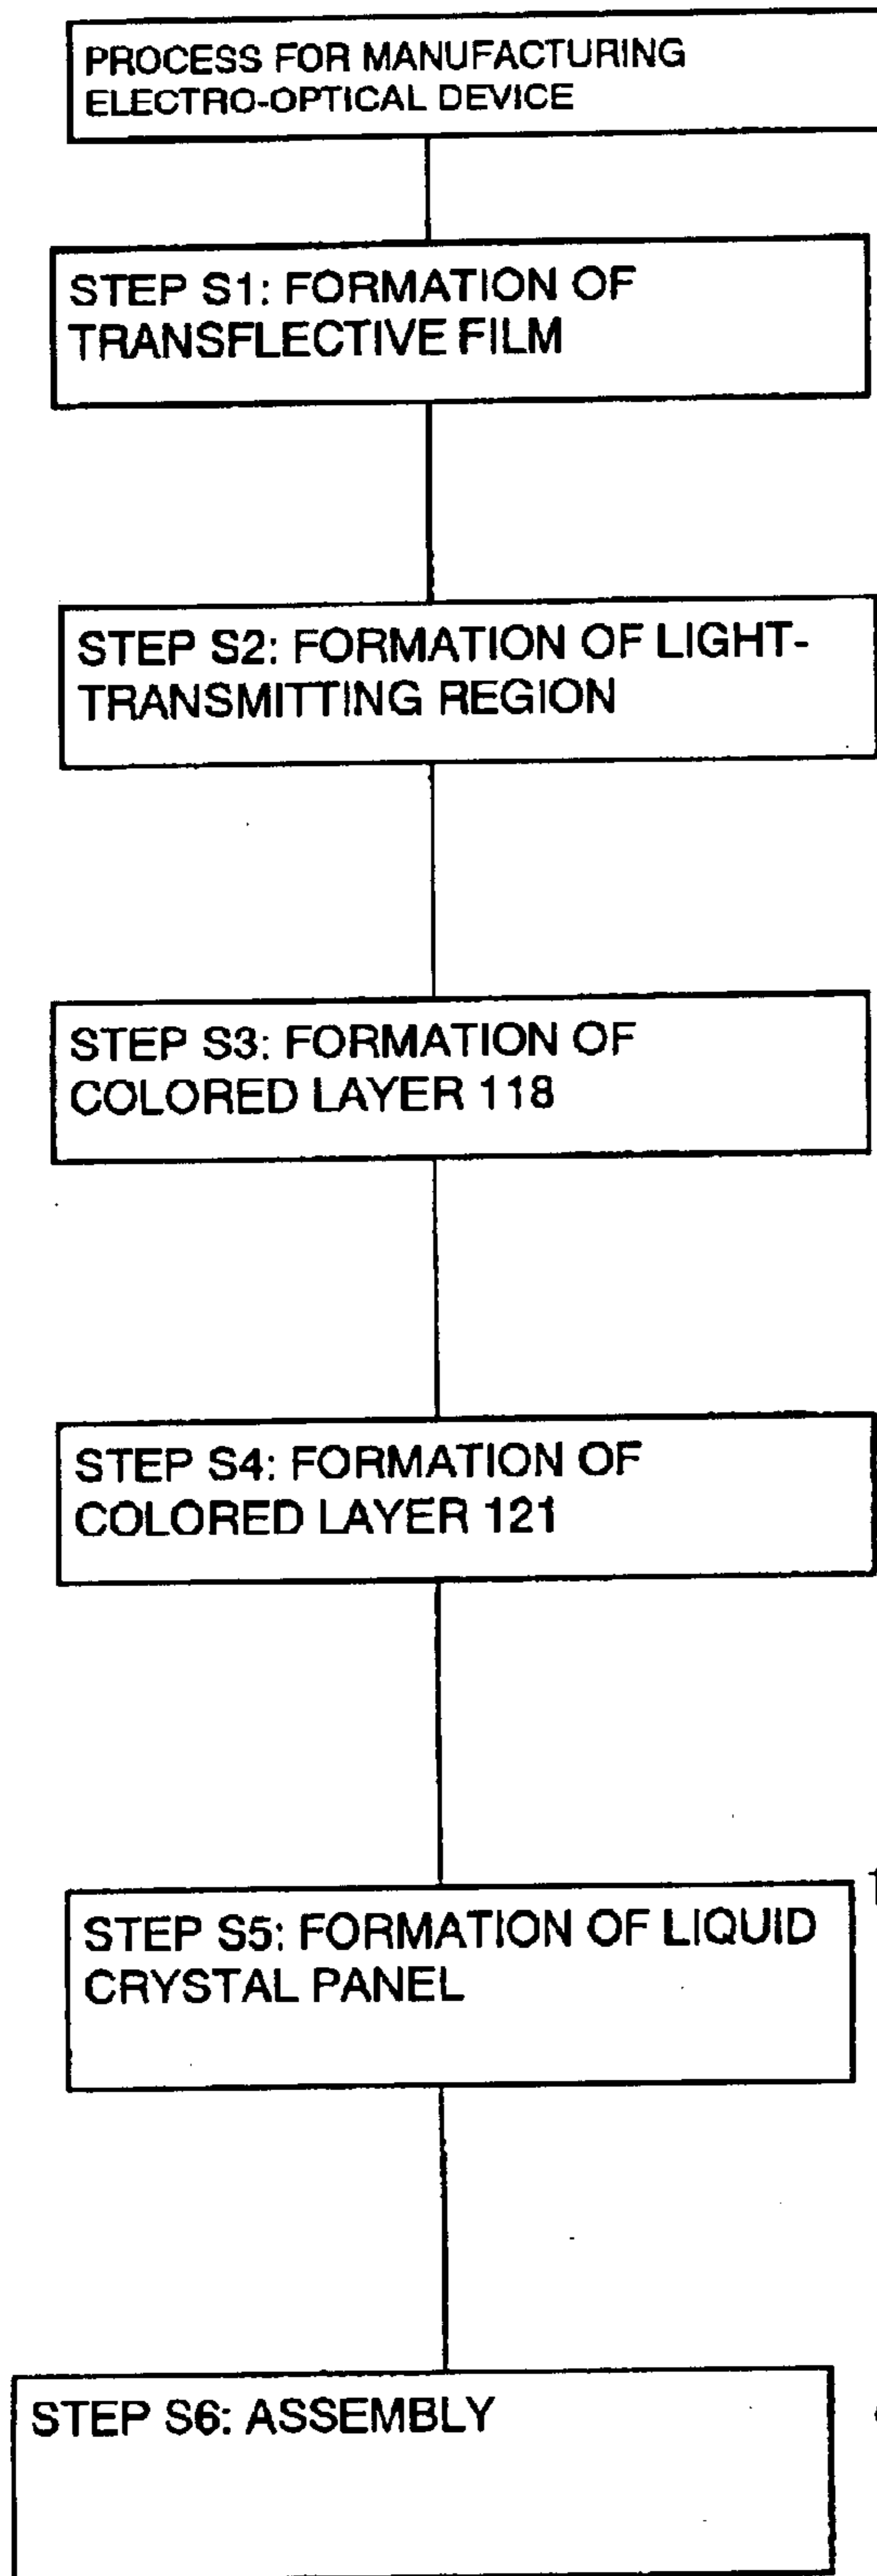 PROCESS FOR MANUFACTURING
ELECTRO-OPTICAL DEVICE
STEP S1: FORMATION OF
TRANSFLECTIVE FILM
STEP S2: FORMATION OF LIGHT-
TRANSMITTING REGION
STEP S3: FORMATION OF
COLORED LAYER 118
STEP S4: FORMATION OF
COLORED LAYER 121
STEP S5: FORMATION OF LIQUID
CRYSTAL PANEL
STEP S6: ASSEMBLY